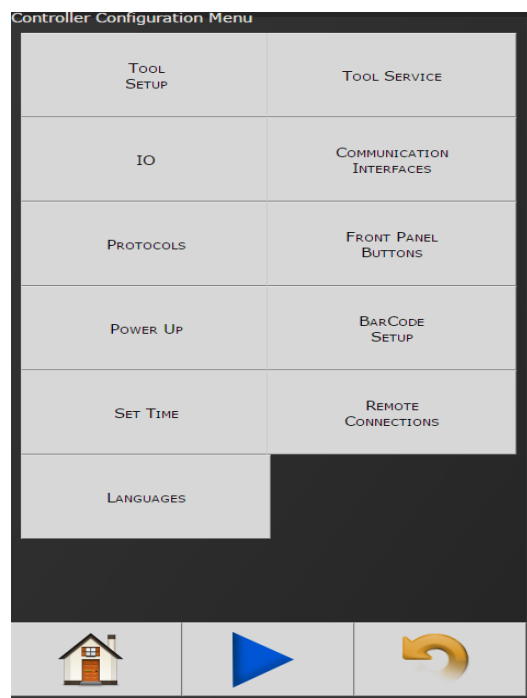 Controller Configuration Menu
Tool
Setup
Tool Service
IO
Communication
Interfaces
Protocols
Front Panel
Buttons
Power Up
BarCode
Setup
Set Time
Remote
Connections
Languages